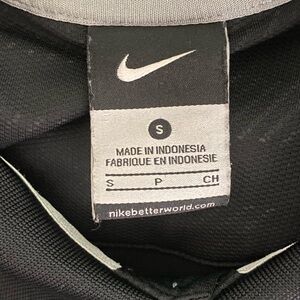 S
MADE IN INDONESIA
FABRIQUE EN INDONESIE
S P CH
nikebetterworld.com